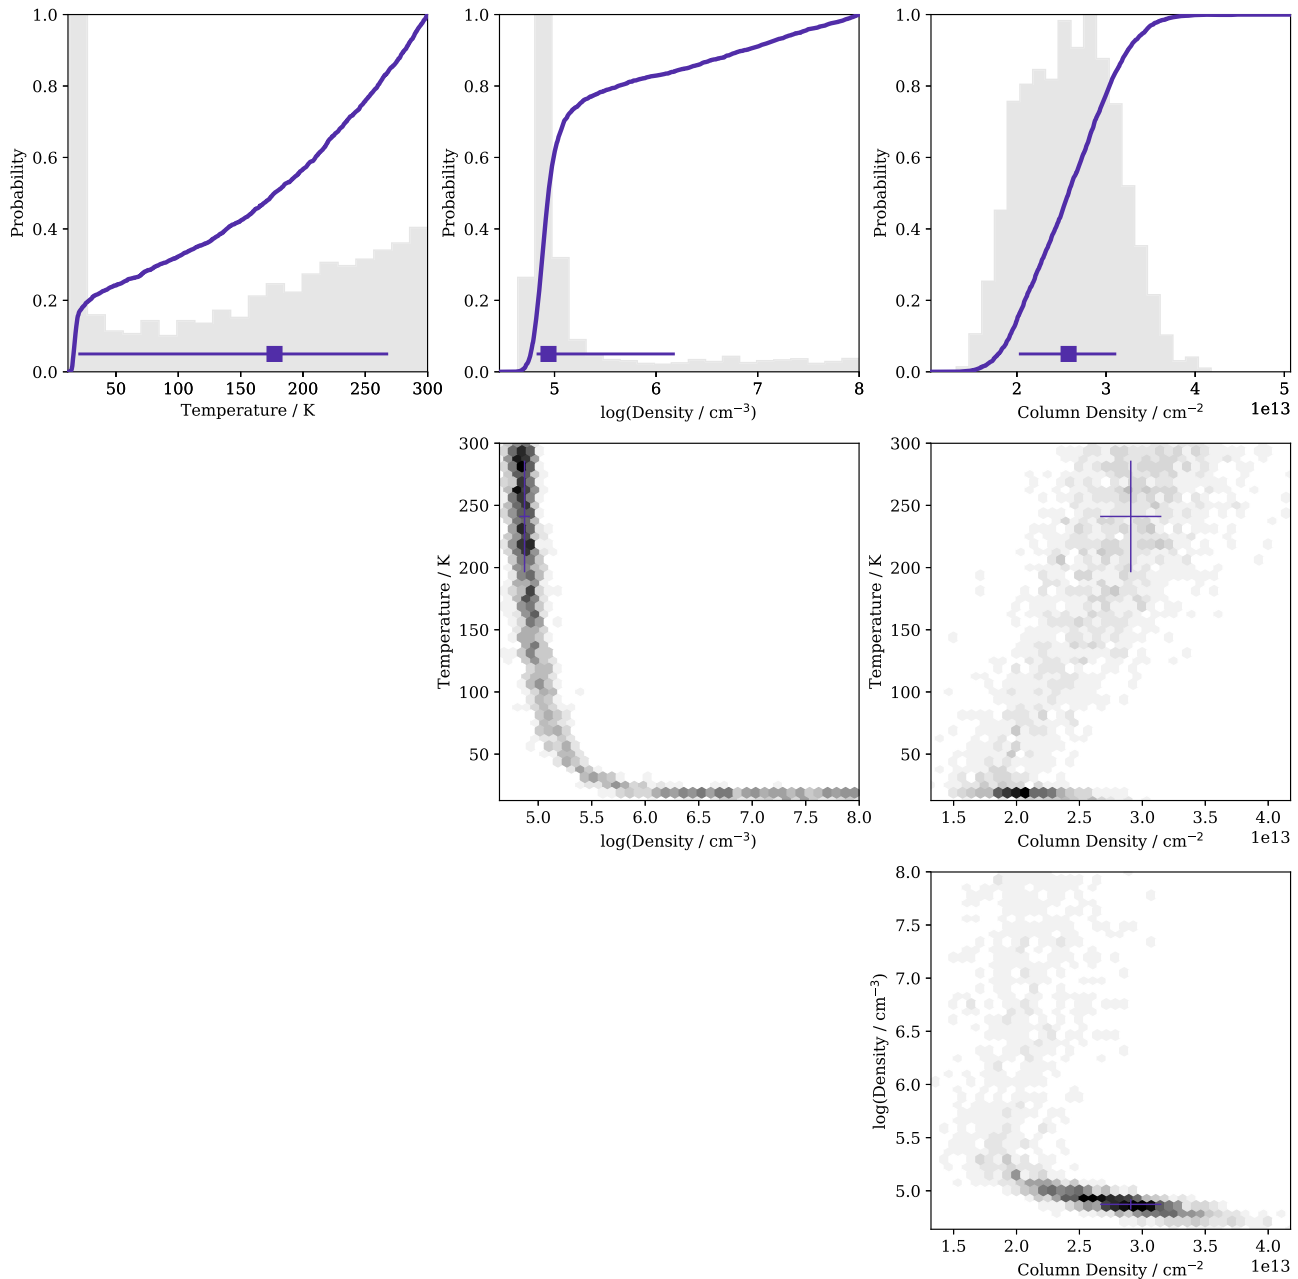 1.0
0.8
0.6
0.4
0.2
0.0
Probability
50 100 150 200 250 300
Temperature / K
1.0
0.8
0.6
0.4
0.2
0.0
Probability
5 6 7 8
log(Density / cm⁻³)
1.0
0.8
0.6
0.4
0.2
0.0
Probability
2 3 4 5
1e13
Column Density / cm⁻²
300
250
200
150
100
50
Temperature / K
5.0 5.5 6.0 6.5 7.0 7.5 8.0
log(Density / cm⁻³)
300
250
200
150
100
50
Temperature / K
1.5 2.0 2.5 3.0 3.5 4.0
1e13
Column Density / cm⁻²
8.0
7.5
7.0
6.5
6.0
5.5
5.0
log(Density / cm⁻³)
1.5 2.0 2.5 3.0 3.5 4.0
1e13
Column Density / cm⁻²